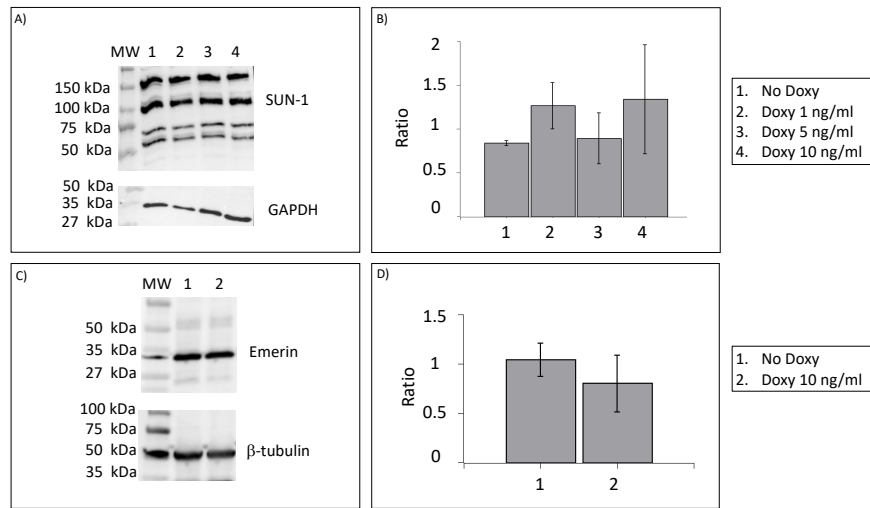 A)
MW 1 2 3 4
150 kDa
100 kDa
75 kDa
50 kDa
SUN-1
50 kDa
35 kDa
27 kDa
GAPDH
B)
Ratio
2
1.5
1
0.5
0
1 2 3 4
1. No Doxy
2. Doxy 1 ng/ml
3. Doxy 5 ng/ml
4. Doxy 10 ng/ml
C)
MW 1 2
50 kDa
35 kDa
27 kDa
Emerin
100 kDa
75 kDa
50 kDa
35 kDa
β-tubulin
D)
Ratio
1.5
1
0.5
0
1 2
1. No Doxy
2. Doxy 10 ng/ml